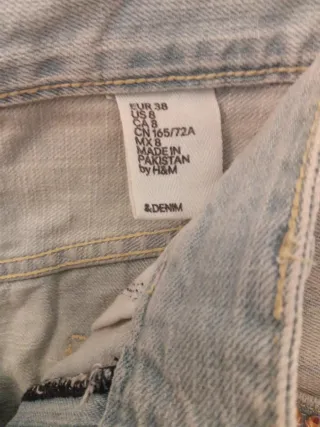 EUR 38
US 8
CA 8
CN 165/72A
MX 8
MADE IN
PAKISTAN
by H&M
&DENIM